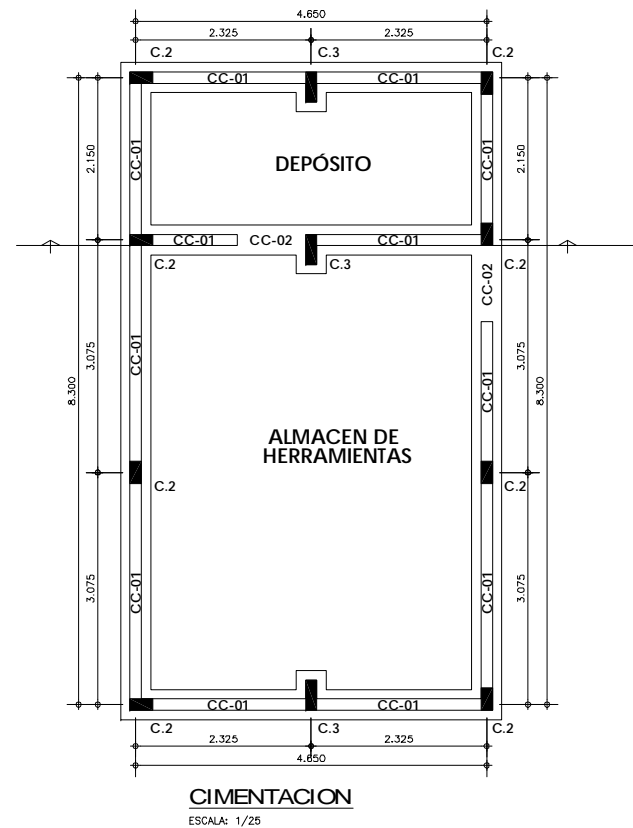 4.650
2.325 2.325
C.2 C.3 C.2
CC-01 CC-01
2.150 CC-01 DEPÓSITO CC-01 2.150
CC-01 CC-02 CC-01
C.2 C.3 C.2
CC-02
3.075 CC-01 3.075
8.300 CC-01 8.300
ALMACEN DE
HERRAMIENTAS
C.2 C.2
3.075 CC-01 CC-01 3.075
CC-01 CC-01
C.2 C.3 C.2
2.325 2.325
4.650
CIMENTACION
ESCALA: 1/25